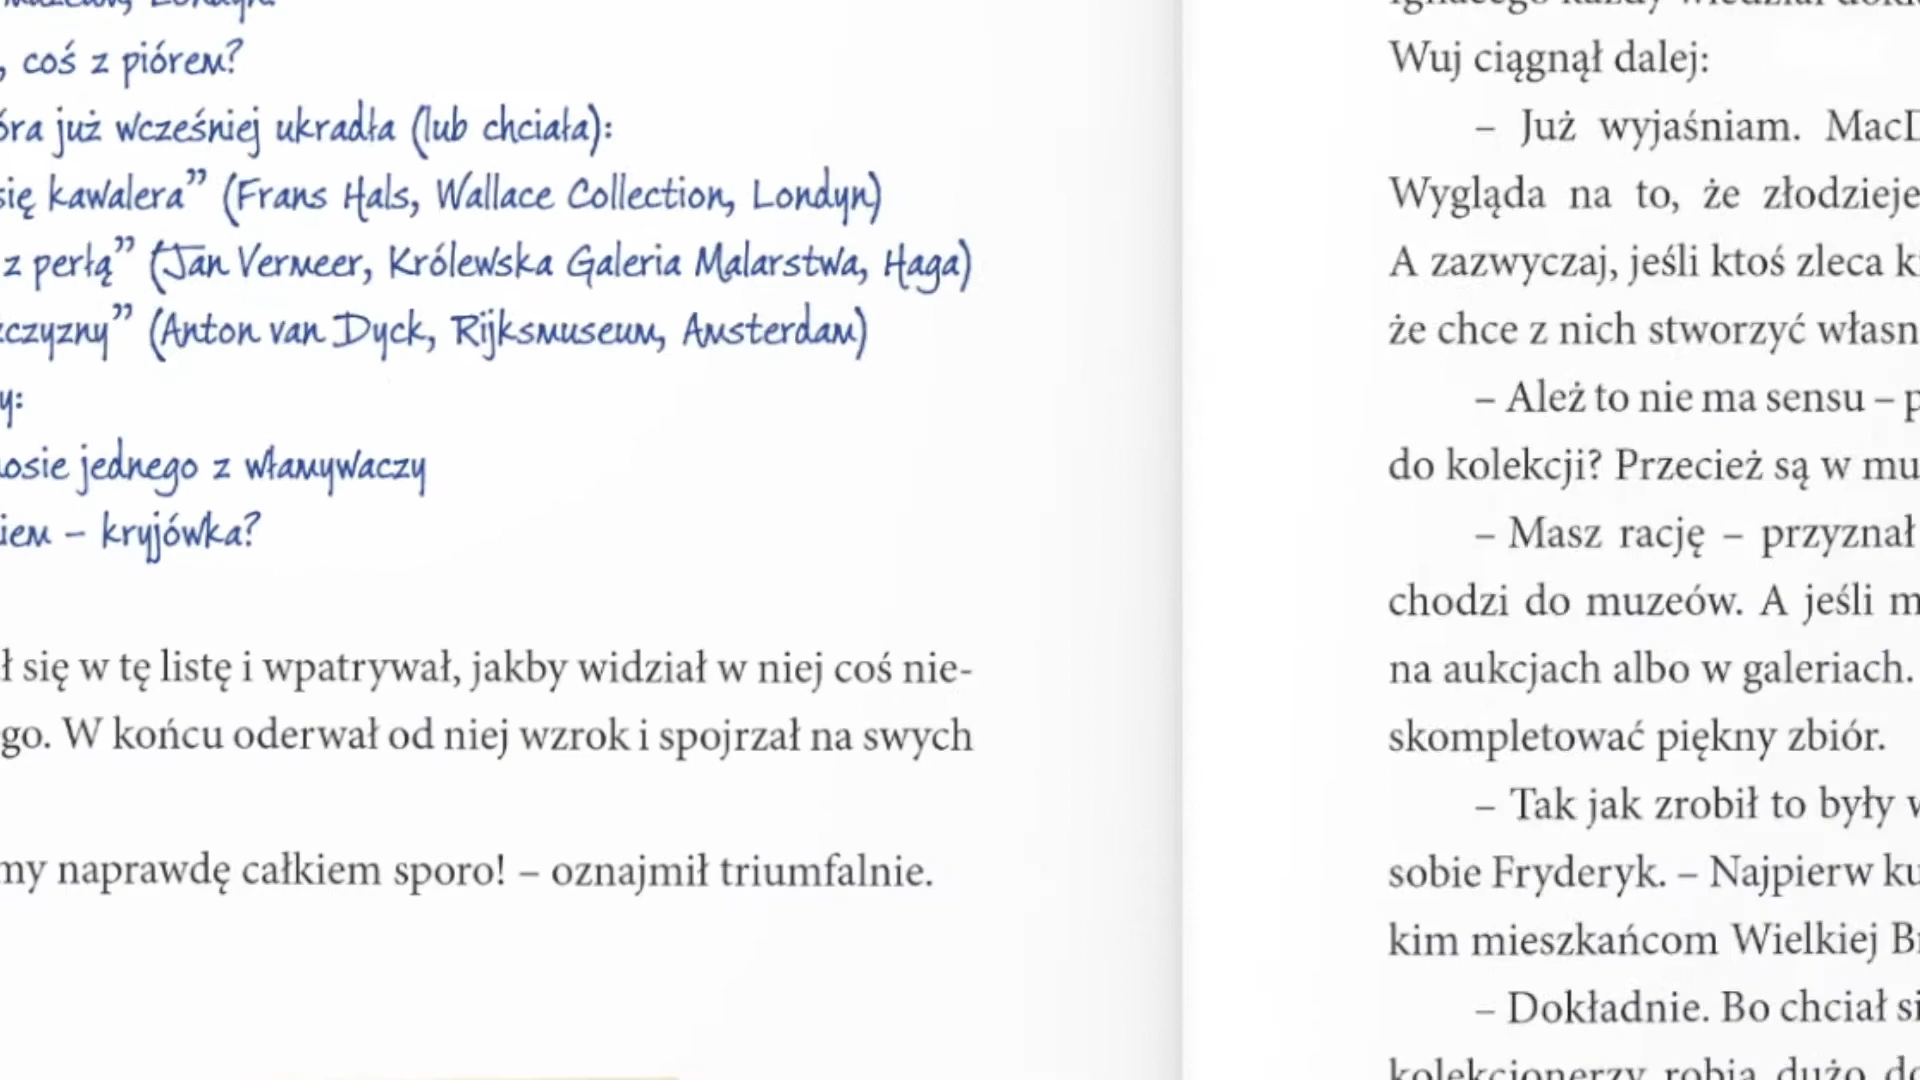 , coś z piórem?
óra już wcześniej ukradła (lub chciała):
się kawalera” (Frans Hals, Wallace Collection, Londyn)
z perłą” (Jan Vermeer, Królewska Galeria Malarstwa, Haga)
czyzny” (Anton van Dyck, Rijksmuseum, Amsterdam)
y:
osie jednego z włamywaczy
iem – kryjówka?
ł się w tę listę i wpatrywał, jakby widział w niej coś nie-
go. W końcu oderwał od niej wzrok i spojrzał na swych
my naprawdę całkiem sporo! – oznajmił triumfalnie.
Wuj ciągnął dalej:
– Już wyjaśniam. MacD
Wygląda na to, że złodzieje
A zazwyczaj, jeśli ktoś zleca k
że chce z nich stworzyć własn
– Ależ to nie ma sensu – p
do kolekcji? Przecież są w mu
– Masz rację – przyznał
chodzi do muzeów. A jeśli m
na aukcjach albo w galeriach.
skompletować piękny zbiór.
– Tak jak zrobił to były w
sobie Fryderyk. – Najpierw ku
kim mieszkańcom Wielkiej Br
– Dokładnie. Bo chciał si
kolekcjonerzy robią dużo do